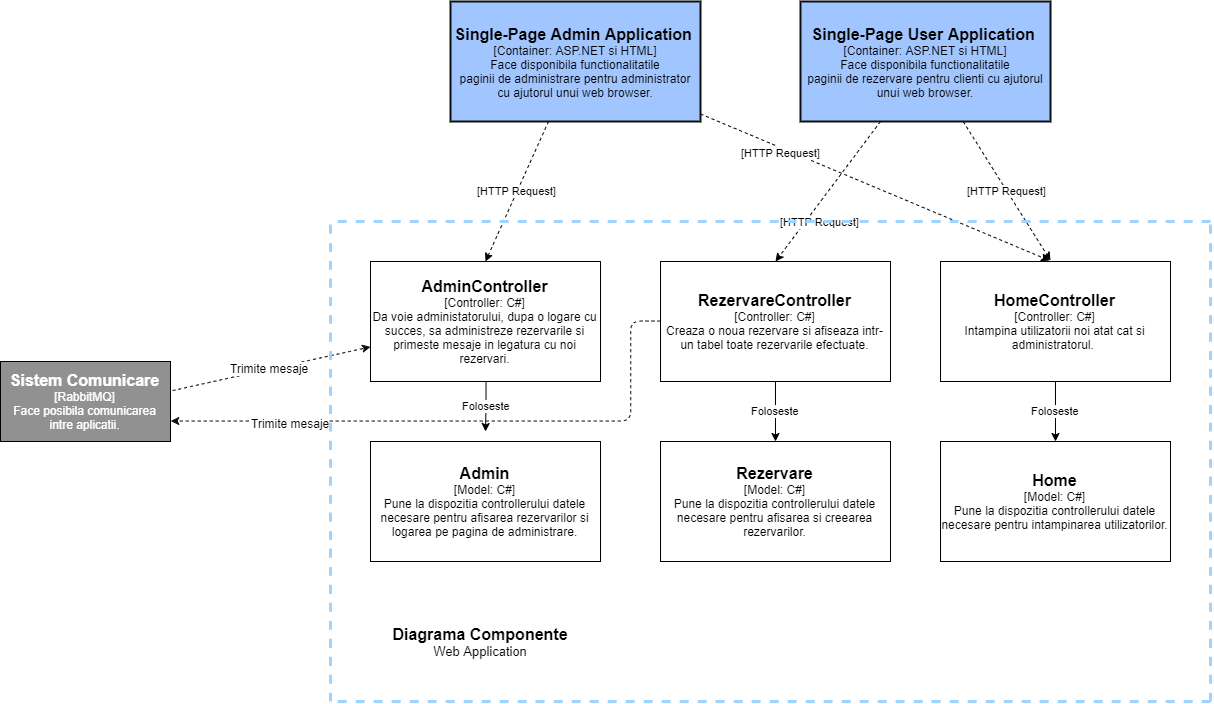 Single-Page Admin Application
[Container: ASP.NET si HTML]
Face disponibila functionalitatile
paginii de administrare pentru administrator
cu ajutorul unui web browser.
Single-Page User Application
[Container: ASP.NET si HTML]
Face disponibila functionalitatile
paginii de rezervare pentru clienti cu ajutorul
unui web browser.
[HTTP Request]
[HTTP Request]
[HTTP Request]
[HTTP Request]
AdminController
[Controller: C#]
Da voie administatorului, dupa o logare cu
succes, sa administreze rezervarile si
primeste mesaje in legatura cu noi
rezervari.
RezervareController
[Controller: C#]
Creaza o noua rezervare si afiseaza intr-
un tabel toate rezervarile efectuate.
HomeController
[Controller: C#]
Intampina utilizatorii noi atat cat si
administratorul.
Sistem Comunicare
[RabbitMQ]
Face posibila comunicarea
intre aplicatii.
Trimite mesaje
Trimite mesaje
Foloseste
Foloseste
Foloseste
Admin
[Model: C#]
Pune la dispozitia controllerului datele
necesare pentru afisarea rezervarilor si
logarea pe pagina de administrare.
Rezervare
[Model: C#]
Pune la dispozitia controllerului datele
necesare pentru afisarea si creearea
rezervarilor.
Home
[Model: C#]
Pune la dispozitia controllerului datele
necesare pentru intampinarea utilizatorilor.
Diagrama Componente
Web Application